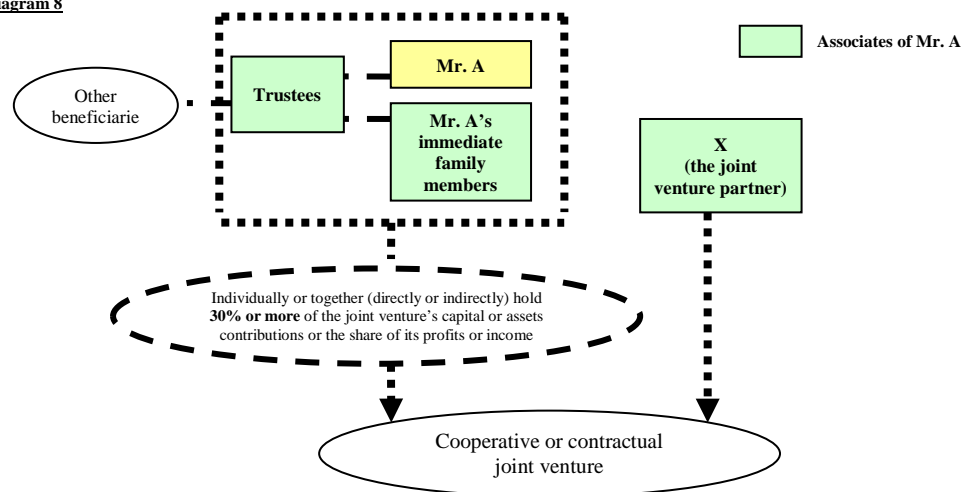 agram 8
Associates of Mr. A
Mr. A
Trustees
Other
beneficiarie
Mr. A's
immediate
family
members
X
(the joint
venture partner)
Individually or together (directly or indirectly) hold
30% or more of the joint venture's capital or assets
contributions or the share of its profits or income
Cooperative or contractual
joint venture